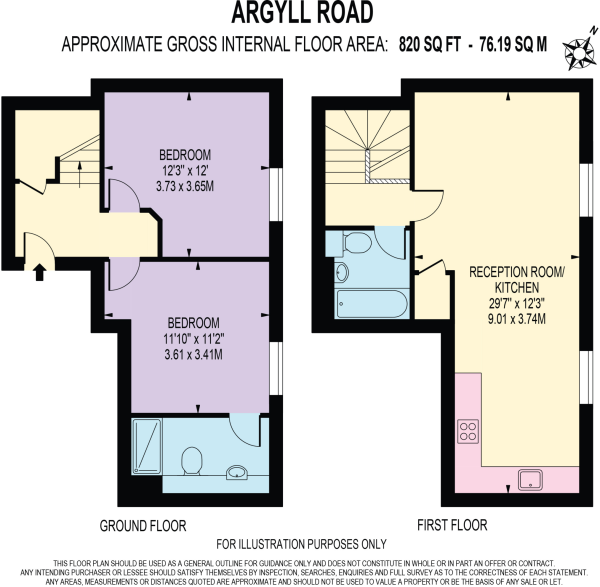 ARGYLL ROAD
APPROXIMATE GROSS INTERNAL FLOOR AREA: 820 SQ FT - 76.19 SQ M
N
BEDROOM
12'3" x 12'
3.73 x 3.65M
BEDROOM
11'10" x 11'2"
3.61 x 3.41M
RECEPTION ROOM/
KITCHEN
29'7" x 12'3"
9.01 x 3.74M
GROUND FLOOR
FIRST FLOOR
FOR ILLUSTRATION PURPOSES ONLY
THIS FLOOR PLAN SHOULD BE USED AS A GENERAL OUTLINE FOR GUIDANCE ONLY AND DOES NOT CONSTITUTE IN WHOLE OR IN PART AN OFFER OR CONTRACT.
ANY INTENDING PURCHASER OR LESSEE SHOULD SATISFY THEMSELVES BY INSPECTION, SEARCHES, ENQUIRIES AND FULL SURVEY AS TO THE CORRECTNESS OF EACH STATEMENT.
ANY AREAS, MEASUREMENTS OR DISTANCES QUOTED ARE APPROXIMATE AND SHOULD NOT BE USED TO VALUE A PROPERTY OR BE THE BASIS OF ANY SALE OR LET.